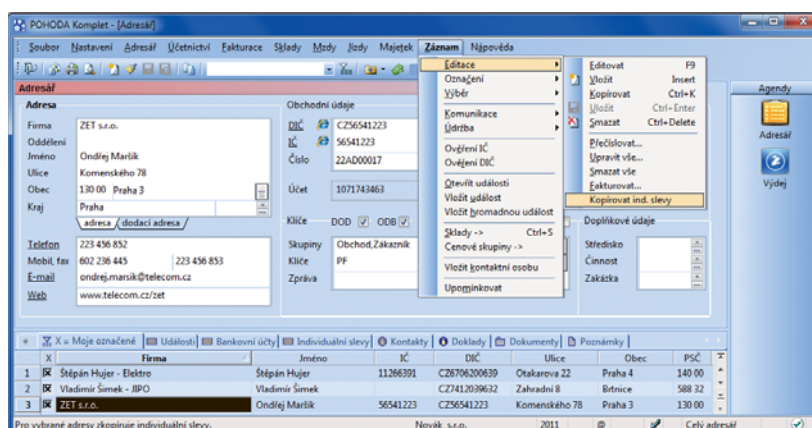 POHODA Komplet - [Adresář]
Soubor Nastavení Adresář Účetnictví Fakturace Sklady Mzdy Jízdy Majetek Záznam Nápověda
Adresář
Adresa
Firma ZET s.r.o.
Oddělení
Jméno Ondřej Maršík
Ulice Komenského 78
Obec 130 00 Praha 3
Kraj Praha
adresa dodací adresa
Telefon 223 456 852
Mobil, fax 602 236 445 223 456 853
E-mail ondrej.marsik@telecom.cz
Web www.telecom.cz/zet
Obchodní údaje
DIČ CZ56541223
IČ 56541223
Číslo 22AD00017
Účet 1071743463
Klíče DOD ODB
Skupiny Obchod,Zákazník
Klíče PF
Zpráva
Editace
Označení
Výběr
Komunikace
Údržba
Ověření IČ
Ověření DIČ
Otevřít události
Vložit událost
Vložit hromadnou událost
Sklady -> Ctrl+S
Cenové skupiny ->
Vložit kontaktní osobu
Upomínkovat
Editovat F9
Vložit Insert
Kopírovat Ctrl+K
Uložit Ctrl+Enter
Smazat Ctrl+Delete
Přečíslovat...
Upravit vše...
Smazat vše
Fakturovat...
Kopírovat ind. slevy
Doplňkové údaje
Středisko
Činnost
Zakázka
Agendy
Adresář
Výdej
X = Moje označené Události Bankovní účty Individuální slevy Kontakty Doklady Dokumenty Poznámky
X Firma Jméno IČ DIČ Ulice Obec PSČ
1 Štěpán Hujer - Elektro Štěpán Hujer 11266391 CZ6706200639 Otakarova 22 Praha 4 140 00
2 Vladimír Šimek - JIPO Vladimír Šimek CZ7412039632 Zahradní 8 Brtnice 588 32
3 ZET s.r.o. Ondřej Maršík 56541223 CZ56541223 Komenského 78 Praha 3 130 00
Pro vybrané adresy zkopíruje individuální slevy. Novák s.r.o. 2011 @ Celý adresář